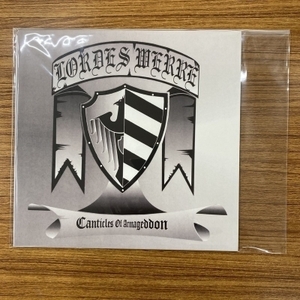 LORDES WERRE
Canticles Of Armageddon